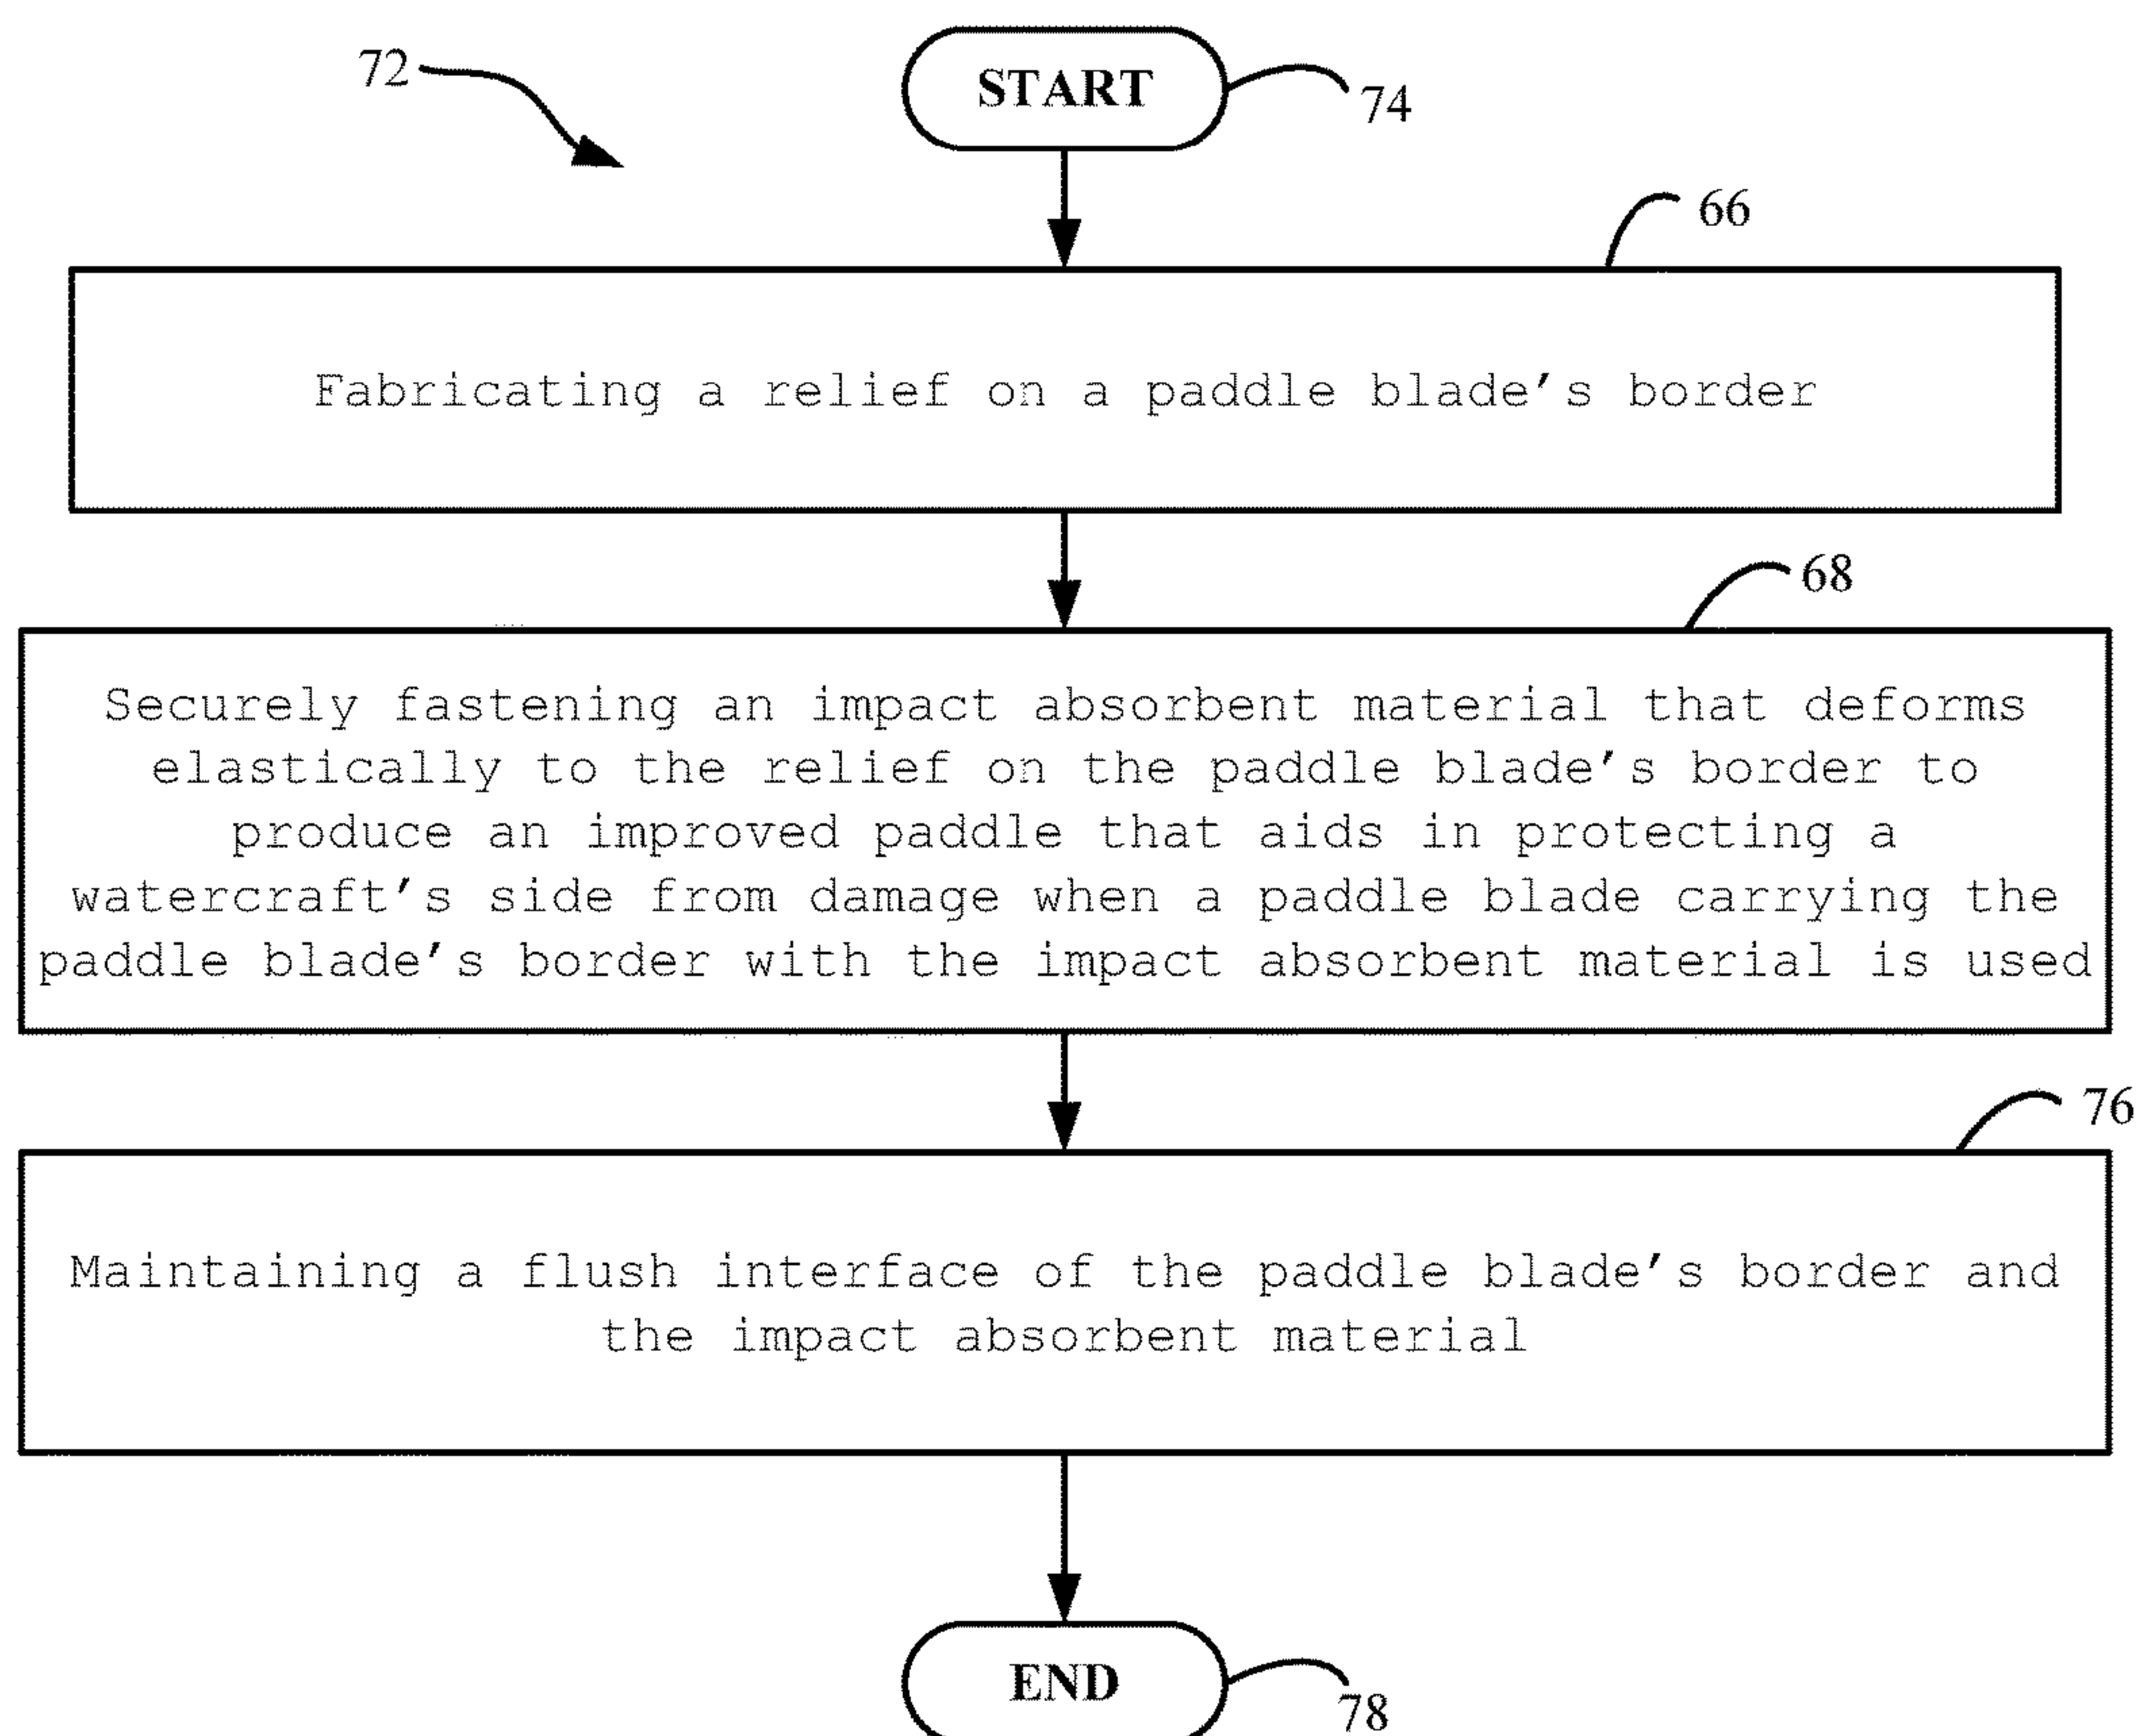 72
START
74
66
Fabricating a relief on a paddle blade's border
68
Securely fastening an impact absorbent material that deforms
elastically to the relief on the paddle blade's border to
produce an improved paddle that aids in protecting a
watercraft's side from damage when a paddle blade carrying the
paddle blade's border with the impact absorbent material is used
76
Maintaining a flush interface of the paddle blade's border and
the impact absorbent material
END
78